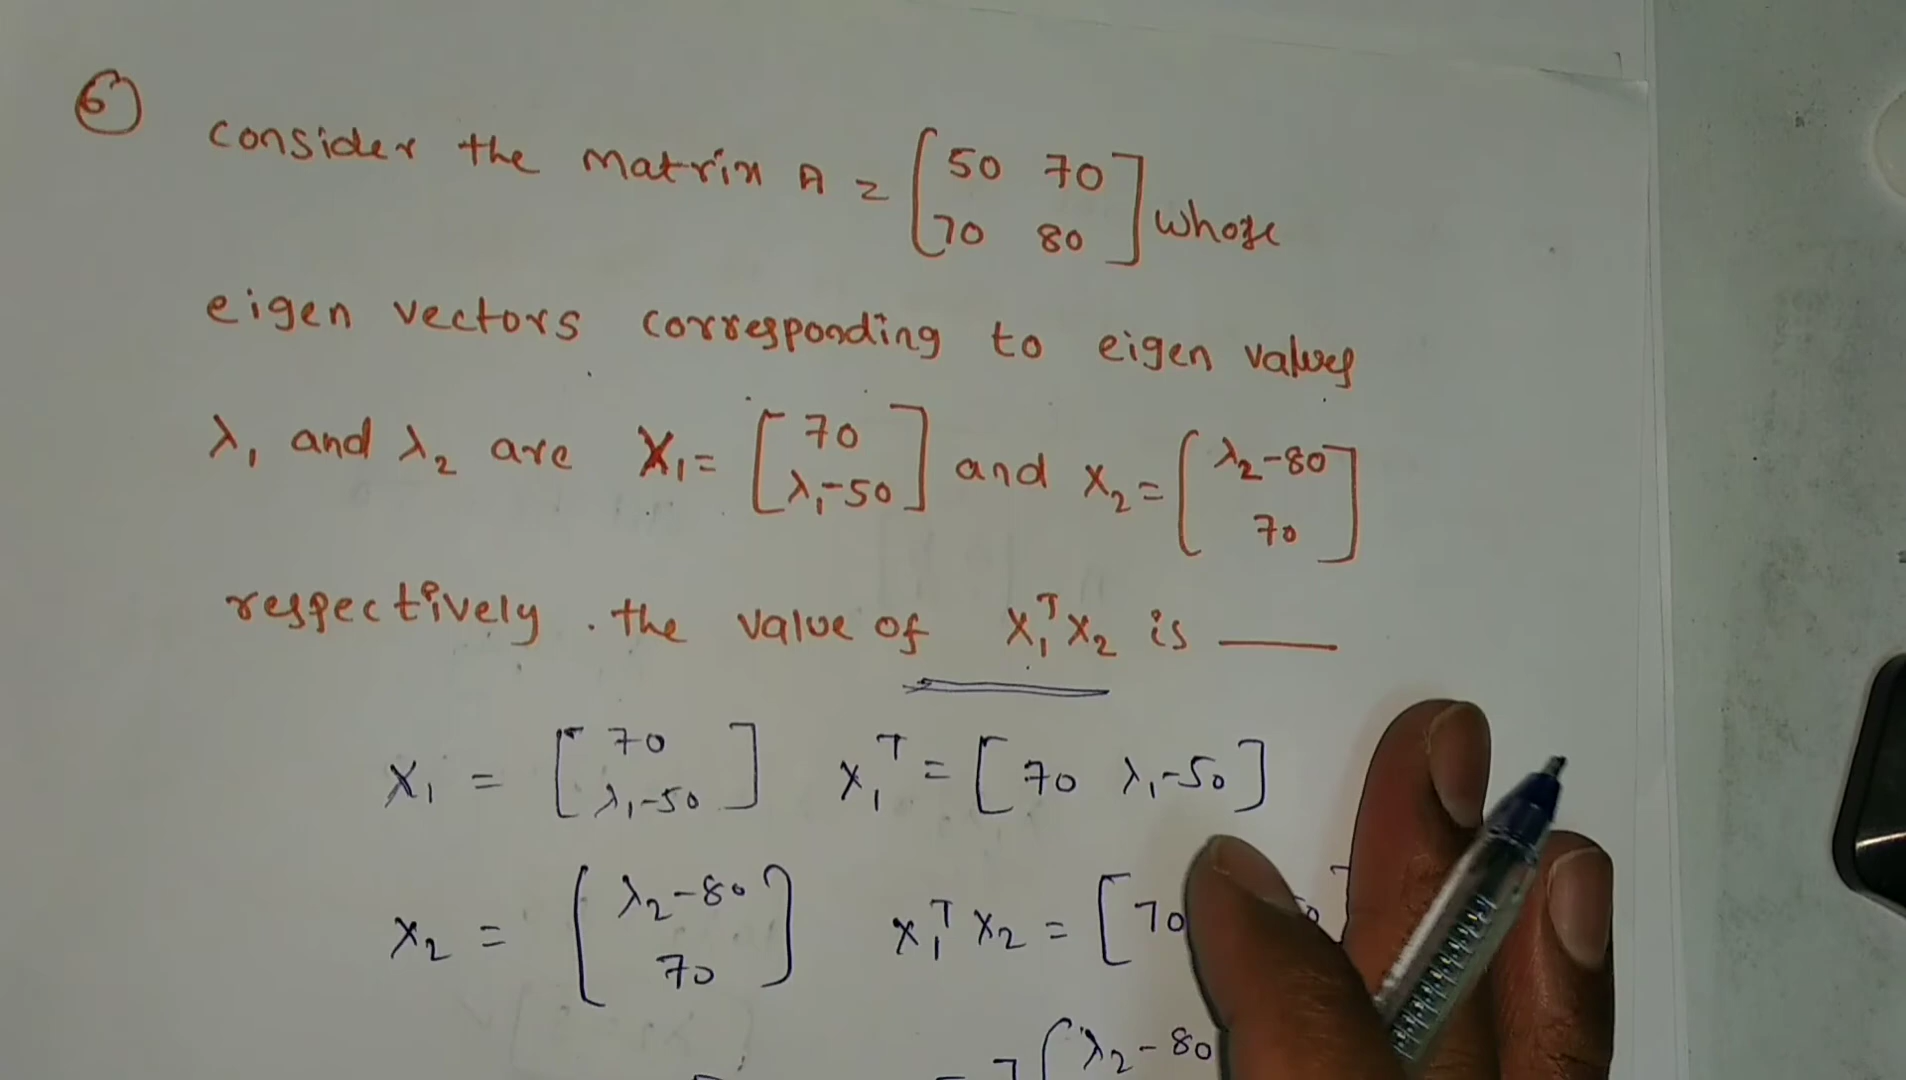 6
consider the matrix A = [50 70
70 80] whose
eigen vectors corresponding to eigen values
λ₁ and λ₂ are X₁ = [70
λ₁-50] and X₂ = [λ₂-80
70]
respectively. the value of X₁ᵀX₂ is ____
X₁ = [70
λ₁-50] X₁ᵀ = [70 λ₁-50]
X₂ = [λ₂-80
70] X₁ᵀX₂ = [70
[λ₂-80